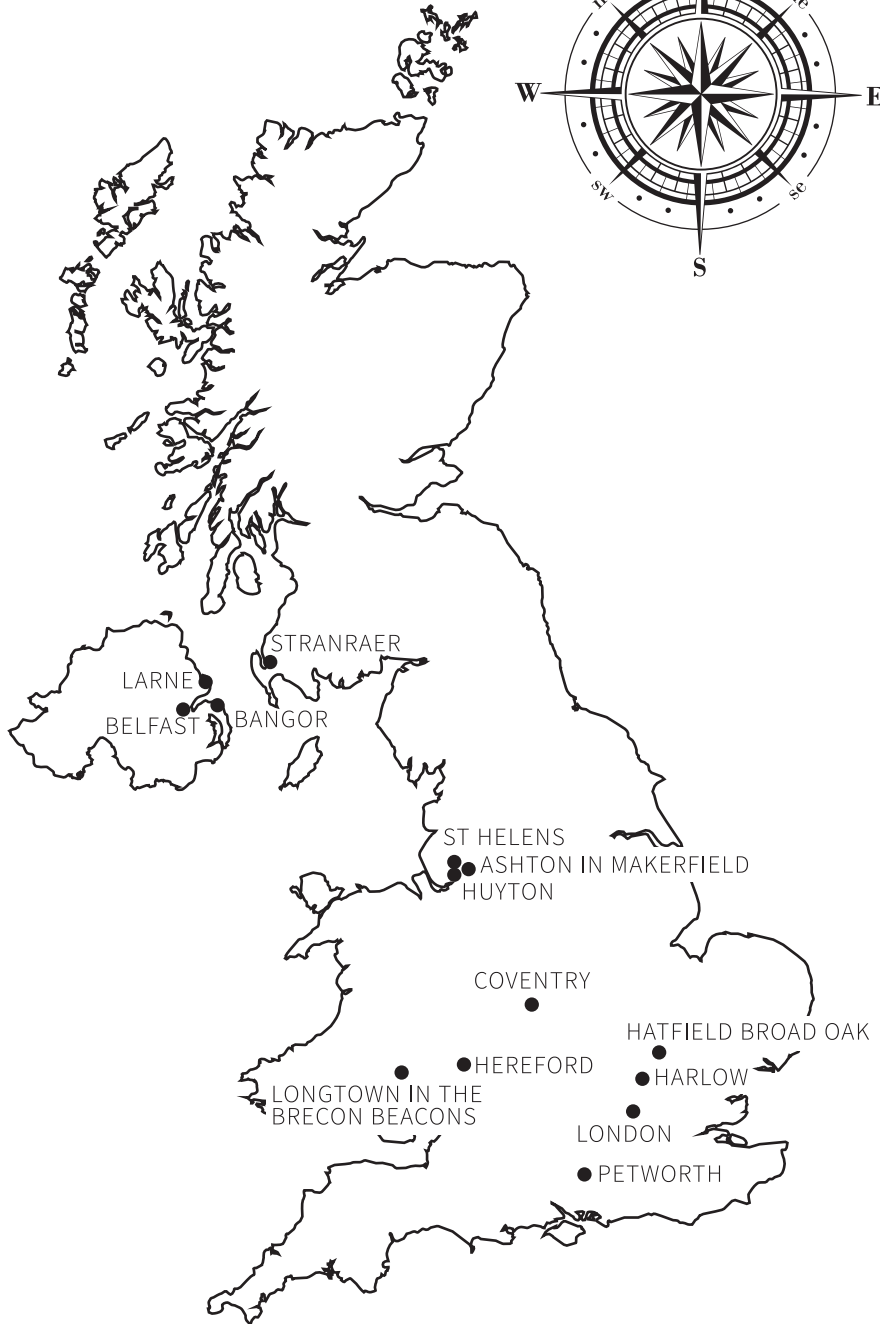 W
E
sw
se
S
STRANRAER
LARNE
BANGOR
BELFAST
ST HELENS
ASHTON IN MAKERFIELD
HUYTON
COVENTRY
HATFIELD BROAD OAK
HEREFORD
HARLOW
LONGTOWN IN THE
BRECON BEACONS
LONDON
PETWORTH